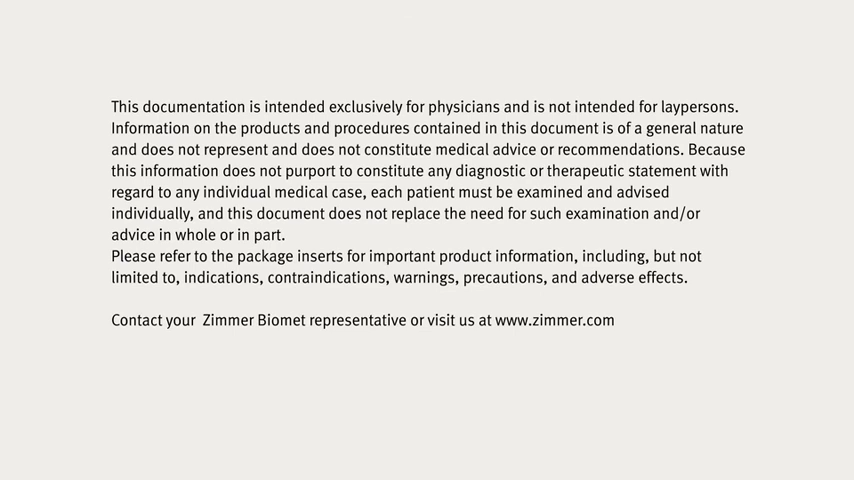 This documentation is intended exclusively for physicians and is not intended for laypersons.
Information on the products and procedures contained in this document is of a general nature
and does not represent and does not constitute medical advice or recommendations. Because
this information does not purport to constitute any diagnostic or therapeutic statement with
regard to any individual medical case, each patient must be examined and advised
individually, and this document does not replace the need for such examination and/or
advice in whole or in part.
Please refer to the package inserts for important product information, including, but not
limited to, indications, contraindications, warnings, precautions, and adverse effects.
Contact your  Zimmer Biomet representative or visit us at www.zimmer.com